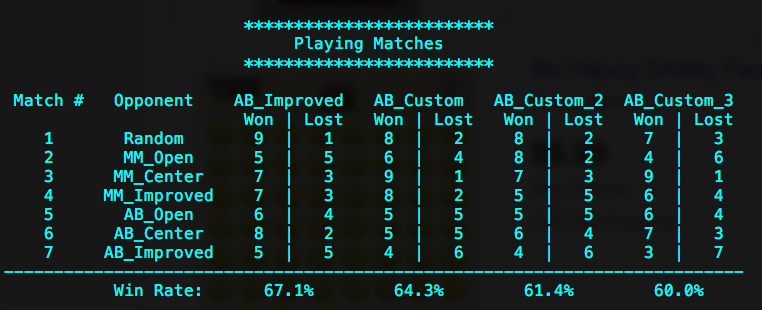 *************************
Playing Matches
*************************
Match # Opponent AB_Improved AB_Custom AB_Custom_2 AB_Custom_3
Won | Lost Won | Lost Won | Lost Won | Lost
1 Random 9 | 1 8 | 2 8 | 2 7 | 3
2 MM_Open 5 | 5 6 | 4 8 | 2 4 | 6
3 MM_Center 7 | 3 9 | 1 7 | 3 9 | 1
4 MM_Improved 7 | 3 8 | 2 5 | 5 6 | 4
5 AB_Open 6 | 4 5 | 5 5 | 5 6 | 4
6 AB_Center 8 | 2 5 | 5 6 | 4 7 | 3
7 AB_Improved 5 | 5 4 | 6 4 | 6 3 | 7
--------------------------------------------------------------------------
Win Rate: 67.1% 64.3% 61.4% 60.0%